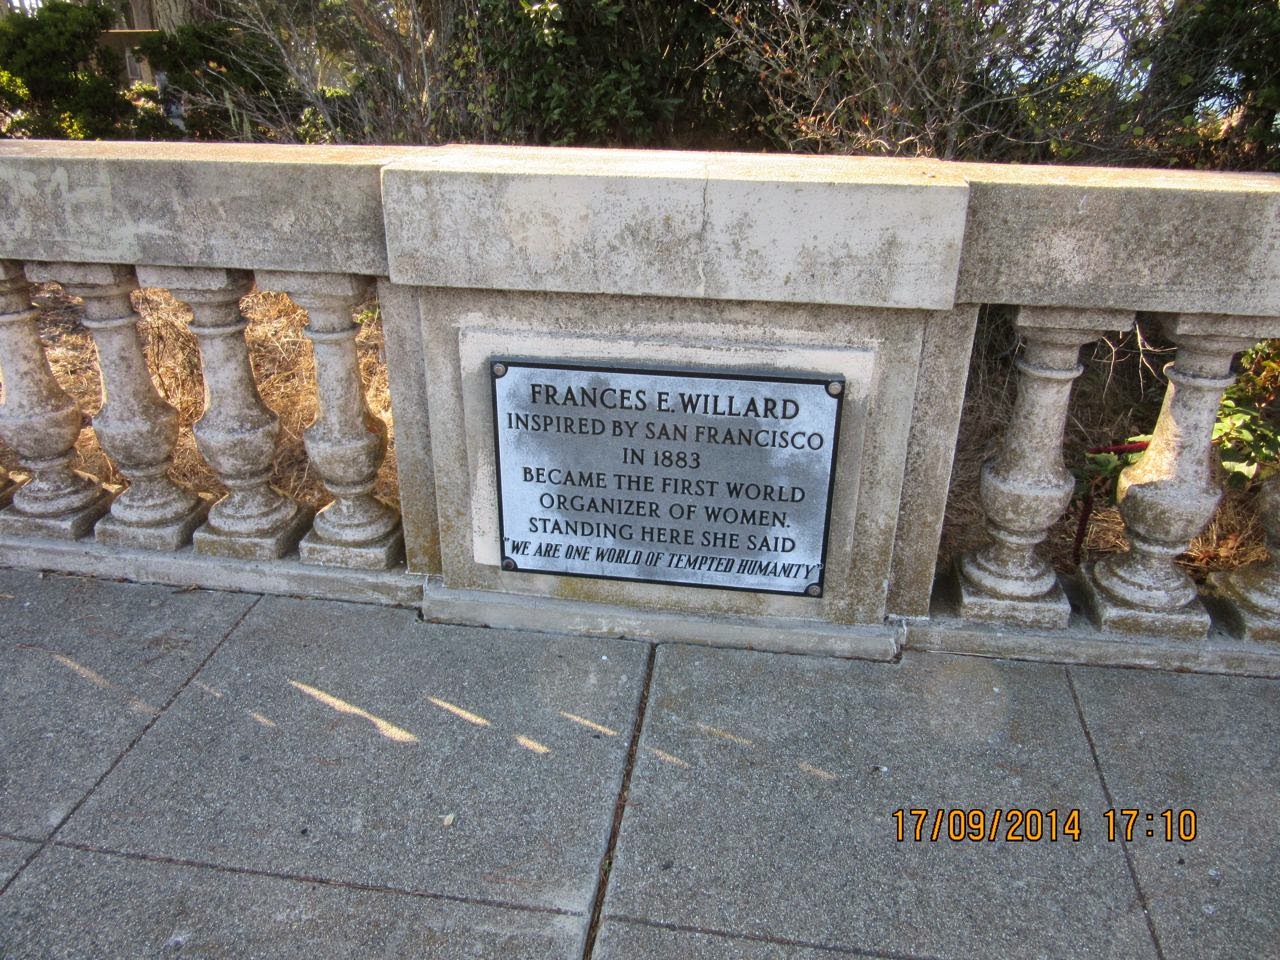 FRANCES E. WILLARD
INSPIRED BY SAN FRANCISCO
IN 1883
BECAME THE FIRST WORLD
ORGANIZER OF WOMEN.
STANDING HERE SHE SAID
"WE ARE ONE WORLD OF TEMPTED HUMANITY"
17/09/2014 17:10